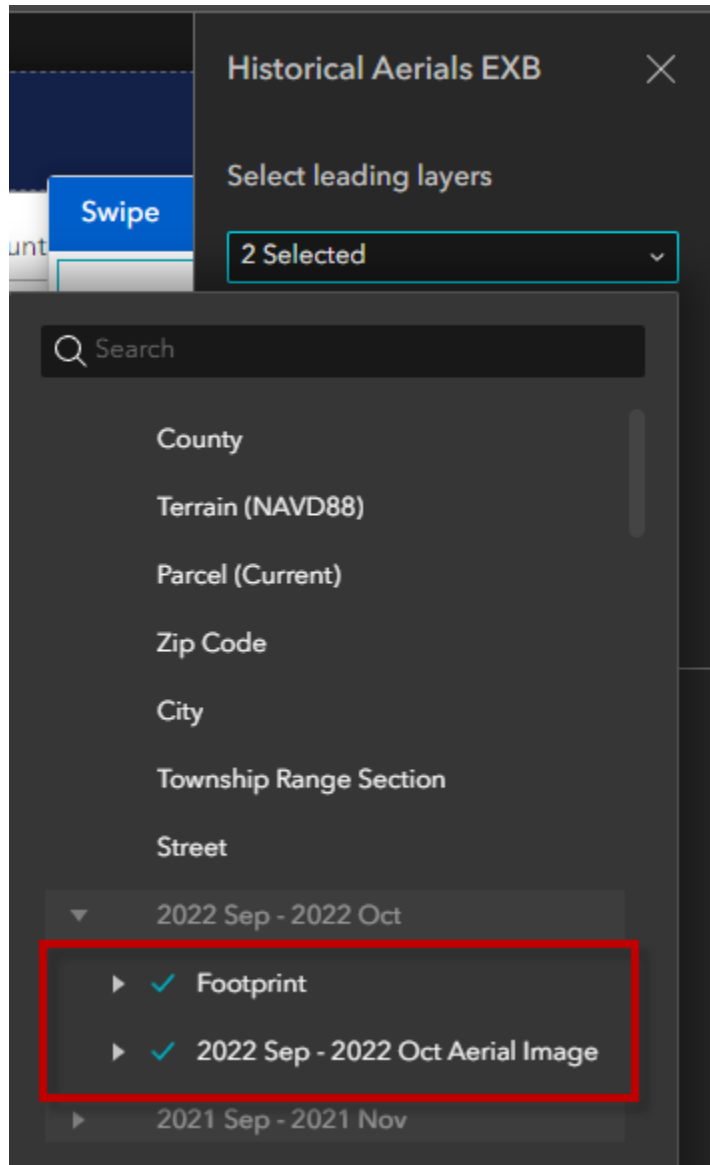 Historical Aerials EXB
Select leading layers
Swipe
unt
2 Selected
Search
County
Terrain (NAVD88)
Parcel (Current)
Zip Code
City
Township Range Section
Street
2022 Sep - 2022 Oct
Footprint
2022 Sep - 2022 Oct Aerial Image
2021 Sep - 2021 Nov